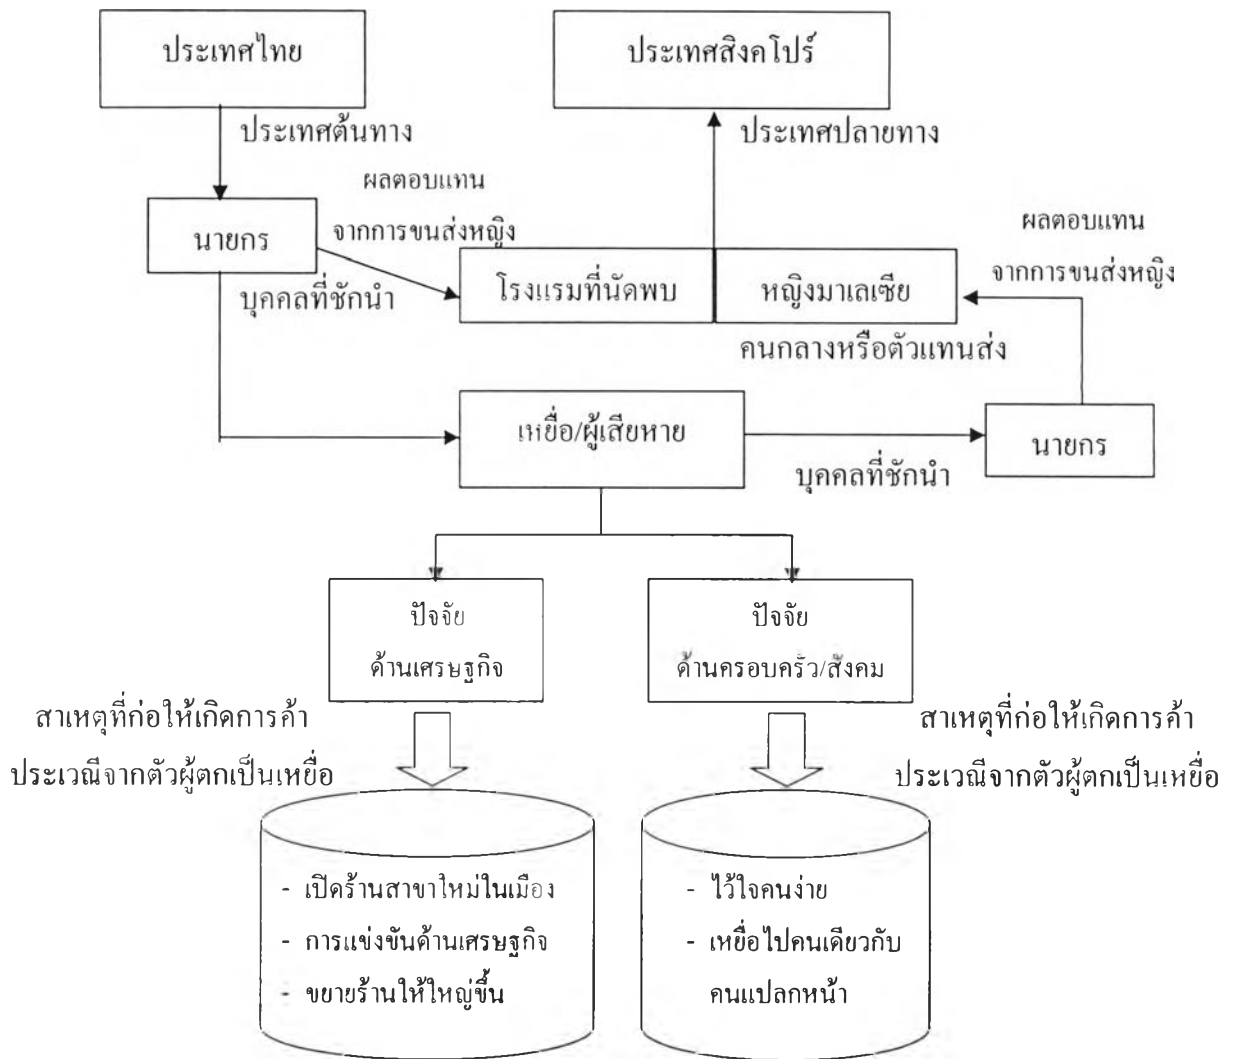 ประเทศไทย
ประเทศสิงคโปร์
ประเทศต้นทาง
ประเทศปลายทาง
ผลตอบแทน
จากการขนส่งหญิง
นายกร
ผลตอบแทน
จากการขนส่งหญิง
บุคคลที่ชักนำ
โรงแรมที่นัดพบ
หญิงมาเลเซีย
คนกลางหรือตัวแทนส่ง
เหยื่อ/ผู้เสียหาย
นายกร
บุคคลที่ชักนำ
ปัจจัย
ด้านเศรษฐกิจ
ปัจจัย
ด้านครอบครัว/สังคม
สาเหตุที่ก่อให้เกิดการค้า
ประเวณีจากตัวผู้ตกเป็นเหยื่อ
สาเหตุที่ก่อให้เกิดการค้า
ประเวณีจากตัวผู้ตกเป็นเหยื่อ
- เปิดร้านสาขาใหม่ในเมือง
- การแข่งขันด้านเศรษฐกิจ
- ขยายร้านให้ใหญ่ขึ้น
- ไว้ใจคนง่าย
- เหยื่อไปคนเดียวกับ
คนแปลกหน้า